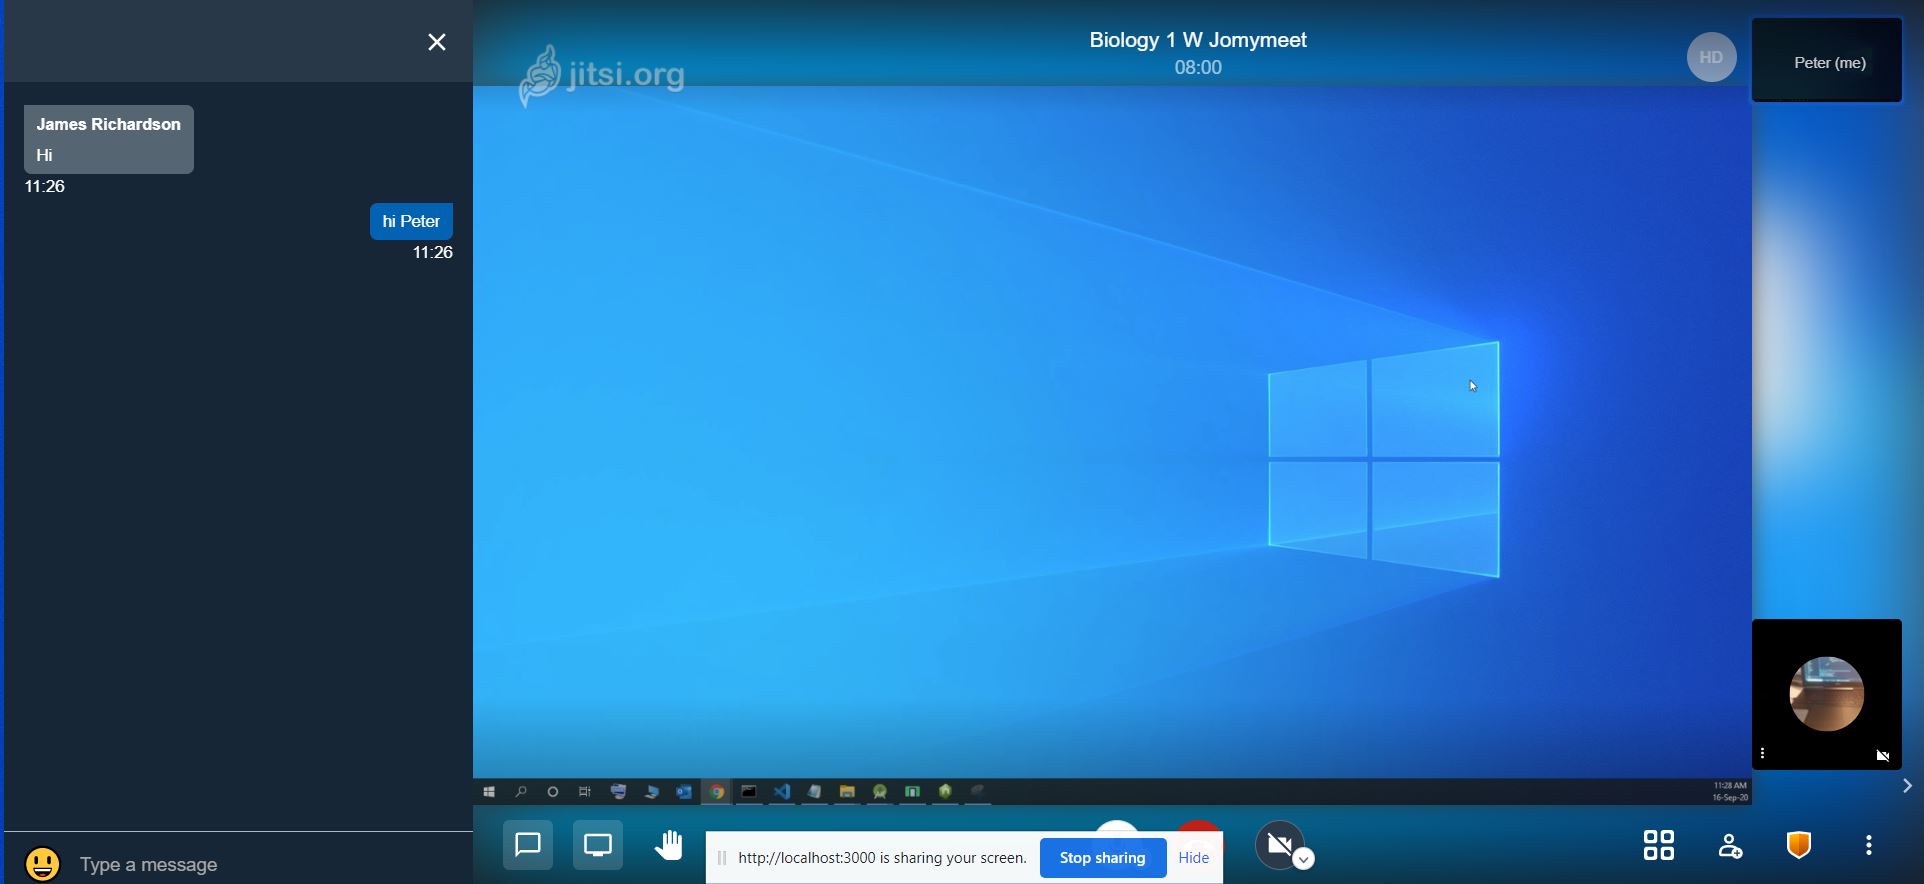 James Richardson
Hi
11:26
hi Peter
11:26
Type a message
jitsi.org
Biology 1 W Jomymeet
08:00
HD
Peter (me)
11:28 AM
16-Sep-20
http://localhost:3000 is sharing your screen.
Stop sharing
Hide